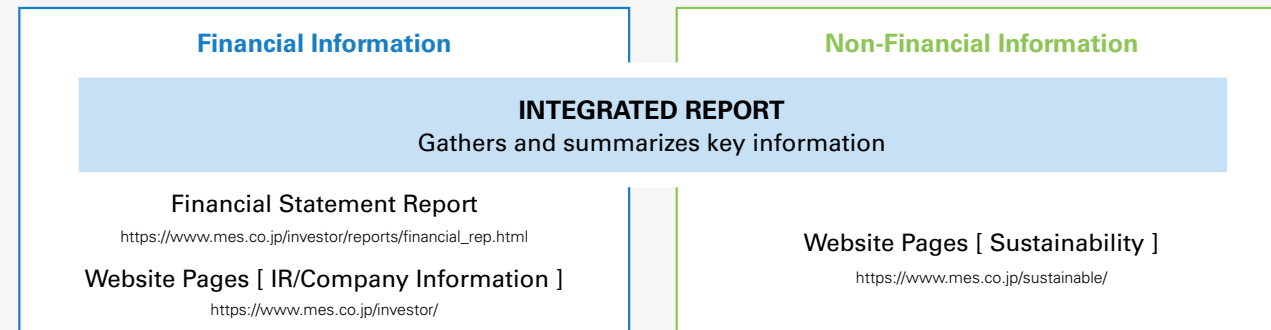 Financial Information
Non-Financial Information
INTEGRATED REPORT
Gathers and summarizes key information
Financial Statement Report
https://www.mes.co.jp/investor/reports/financial_rep.html
Website Pages [ IR/Company Information ]
https://www.mes.co.jp/investor/
Website Pages [ Sustainability ]
https://www.mes.co.jp/sustainable/